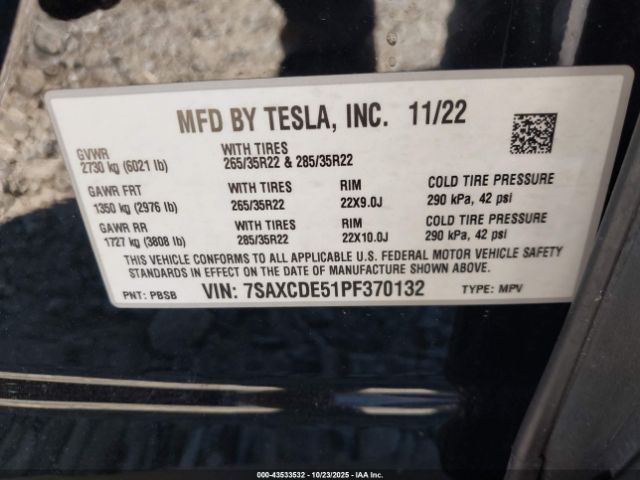 MFD BY TESLA, INC. 11/22
GVWR
2730 kg (6021 lb)
WITH TIRES
265/35R22 & 285/35R22
GAWR FRT
1350 kg (2976 lb)
WITH TIRES
265/35R22
RIM
22X9.0J
COLD TIRE PRESSURE
290 kPa, 42 psi
GAWR RR
1727 kg (3808 lb)
WITH TIRES
285/35R22
RIM
22X10.0J
COLD TIRE PRESSURE
290 kPa, 42 psi
THIS VEHICLE CONFORMS TO ALL APPLICABLE U.S. FEDERAL MOTOR VEHICLE SAFETY
STANDARDS IN EFFECT ON THE DATE OF MANUFACTURE SHOWN ABOVE.
PNT: PBSB
VIN: 7SAXCDE51PF370132
TYPE: MPV
000-43533532 - 10/23/2025 - IAA Inc.